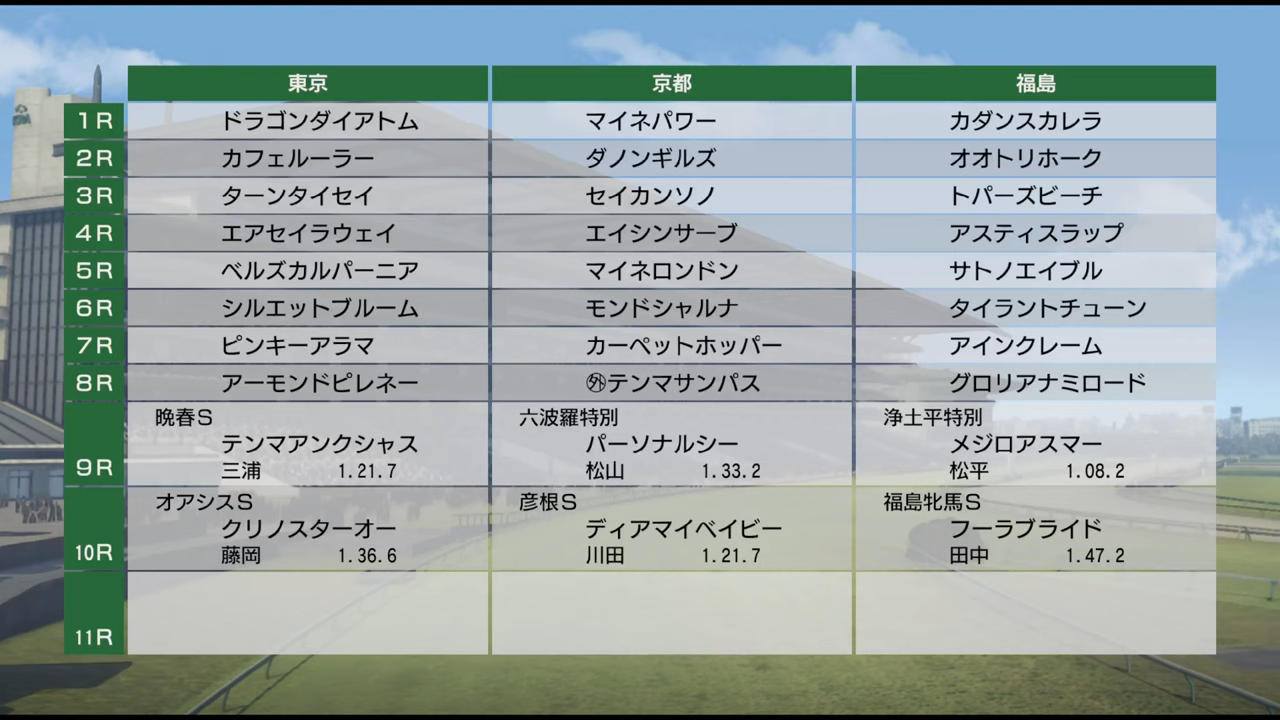 東京 京都 福島
1R ドラゴンダイアトム マイネパワー カダンスカレラ
2R カフェルーラー ダノンギルズ オオトリホーク
3R ターンタイセイ セイカンソノ トパーズビーチ
4R エアセイラウェイ エイシンサーブ アスティスラップ
5R ベルズカルパーニア マイネロンドン サトノエイブル
6R シルエットブルーム モンドシャルナ タイラントチューン
7R ピンキーアラマ カーペットホッパー アインクレーム
8R アーモンドピレネー ㊕テンマサンパス グロリアナミロード
晩春S 六波羅特別 浄土平特別
テンマアンクシャス パーソナルシー メジロアスマー
9R 三浦 1.21.7 松山 1.33.2 松平 1.08.2
オアシスS 彦根S 福島牝馬S
クリノスターオー ディアマイベイビー フーラブライド
10R 藤岡 1.36.6 川田 1.21.7 田中 1.47.2
11R